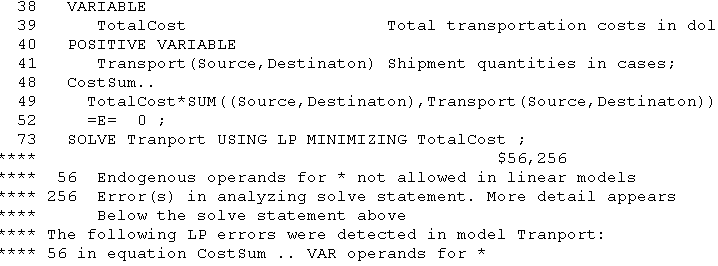 38 VARIABLE
39 TotalCost Total transportation costs in dol
40 POSITIVE VARIABLE
41 Transport(Source,Destinaton) Shipment quantities in cases;
48 CostSum..
49 TotalCost*SUM((Source,Destinaton),Transport(Source,Destinaton))
52 =E= 0 ;
73 SOLVE Tranport USING LP MINIMIZING TotalCost ;
**** $56,256
**** 56 Endogenous operands for * not allowed in linear models
**** 256 Error(s) in analyzing solve statement. More detail appears
**** Below the solve statement above
**** The following LP errors were detected in model Tranport:
**** 56 in equation CostSum .. VAR operands for *